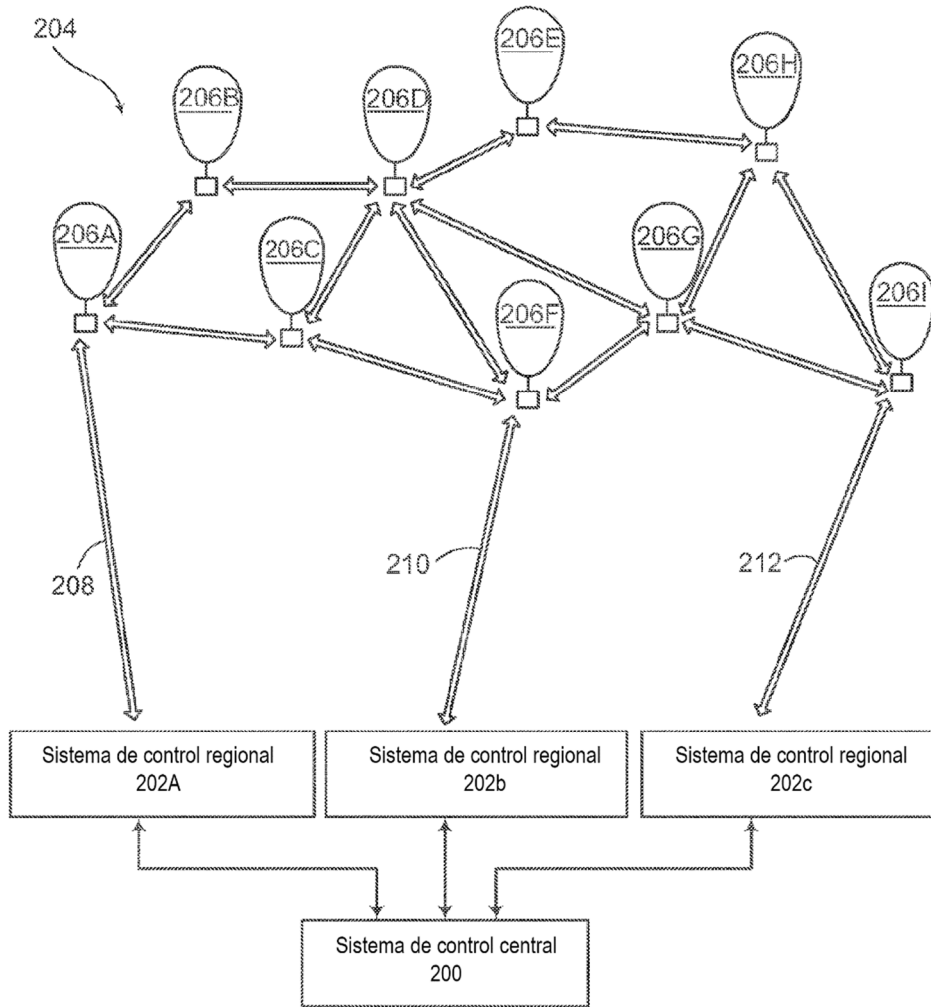 204
206E
206H
206B
206D
206A
206C
206G
206I
206F
208
210
212
Sistema de control regional
202A
Sistema de control regional
202b
Sistema de control regional
202c
Sistema de control central
200